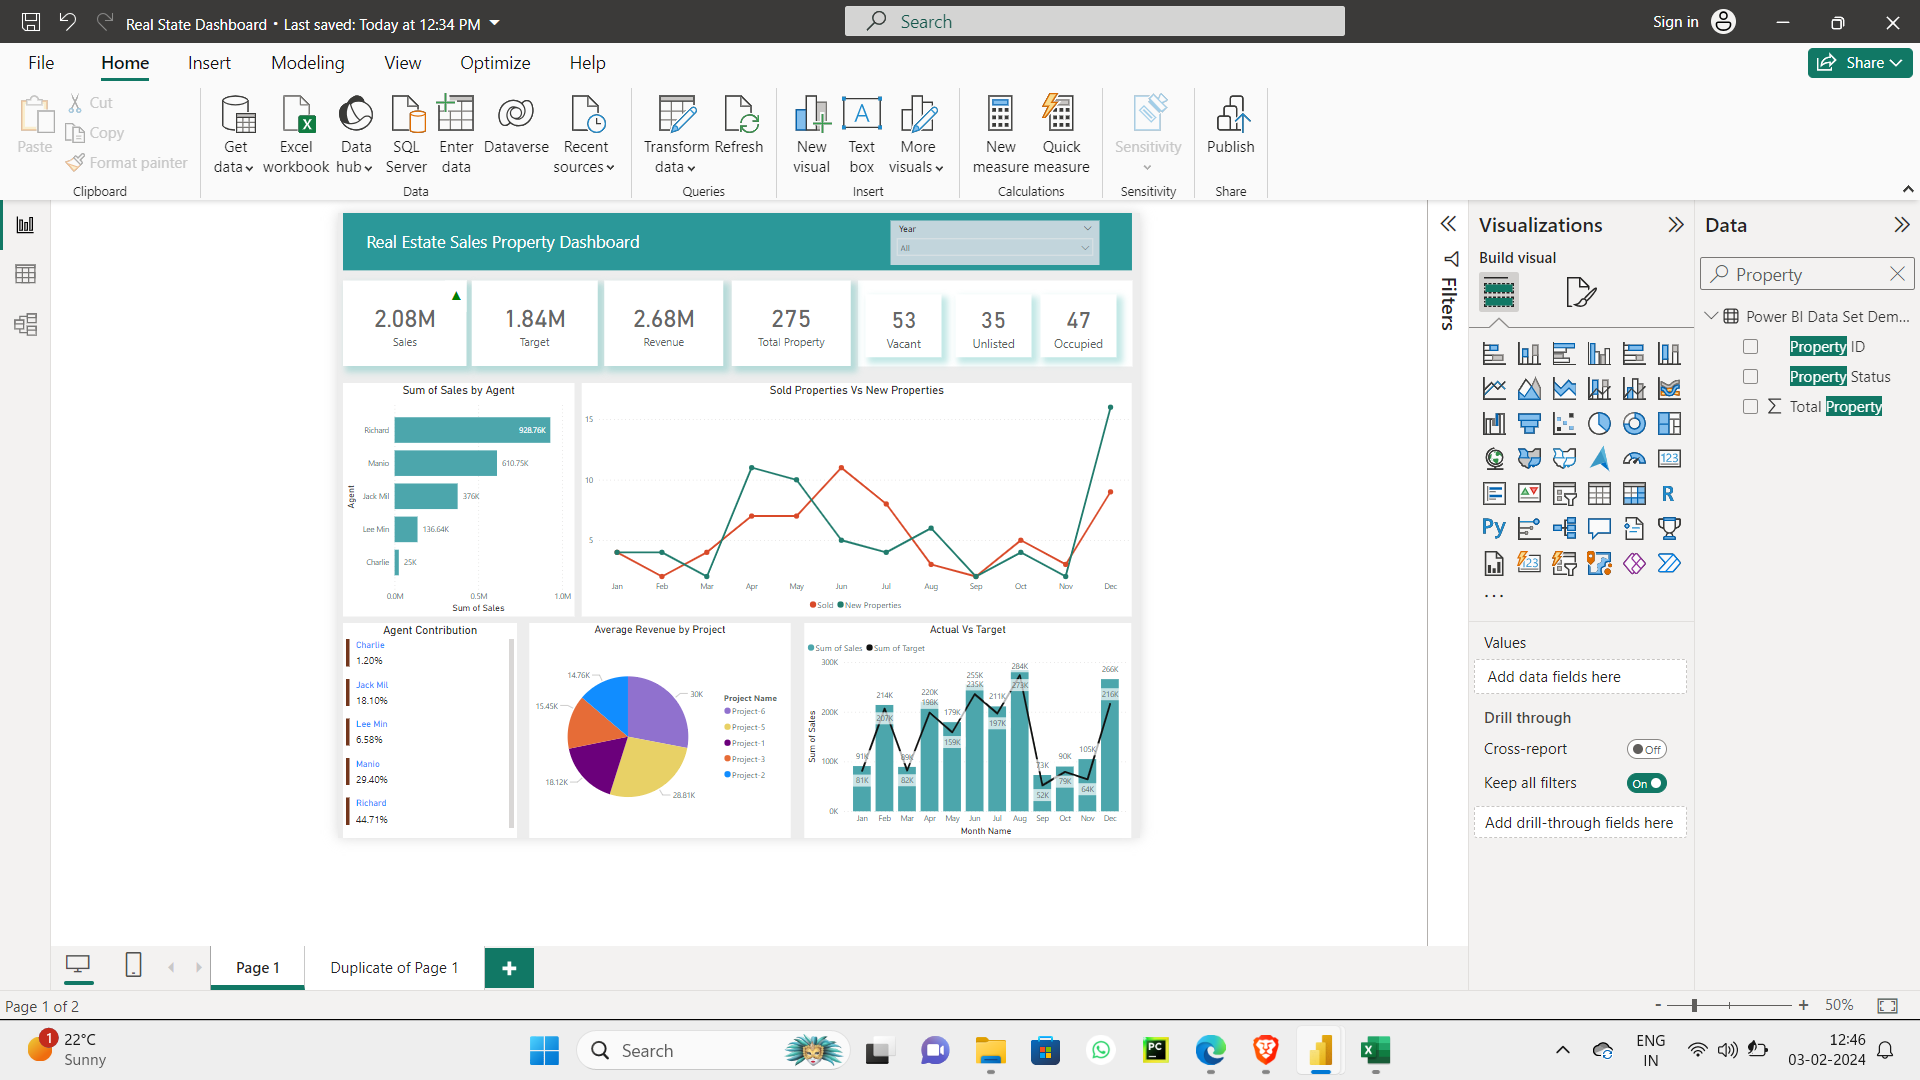 Real State Dashboard • Last saved: Today at 12:34 PM
Search
Sign in
File
Home
Insert
Modeling
View
Optimize
Help
Share
Paste
Cut
Copy
Format painter
Clipboard
Get data
Excel workbook
Data hub
SQL Server
Enter data
Dataverse
Recent sources
Data
Transform data
Refresh
Queries
New visual
Text box
More visuals
Insert
New measure
Quick measure
Calculations
Sensitivity
Sensitivity
Publish
Share
Real Estate Sales Property Dashboard
Year
All
2.08M
Sales
1.84M
Target
2.68M
Revenue
275
Total Property
53
Vacant
35
Unlisted
47
Occupied
Sum of Sales by Agent
Agent
Richard
928.76K
Manio
610.75K
Jack Mil
376K
Lee Min
136.64K
Charlie
25K
0.0M
0.5M
1.0M
Sum of Sales
Sold Properties Vs New Properties
15
10
5
Jan
Feb
Mar
Apr
May
Jun
Jul
Aug
Sep
Oct
Nov
Dec
Sold
New Properties
Agent Contribution
Charlie
1.20%
Jack Mil
18.10%
Lee Min
6.58%
Manio
29.40%
Richard
44.71%
Average Revenue by Project
14.76K
30K
15.45K
18.12K
28.81K
Project Name
Project-6
Project-5
Project-1
Project-3
Project-2
Actual Vs Target
Sum of Sales
Sum of Target
Sum of Sales
300K
200K
100K
0K
91K
81K
214K
207K
89K
82K
220K
198K
179K
159K
255K
235K
211K
197K
284K
273K
73K
52K
90K
79K
105K
64K
266K
216K
Jan
Feb
Mar
Apr
May
Jun
Jul
Aug
Sep
Oct
Nov
Dec
Month Name
Filters
Visualizations
Build visual
123
R
Py
123
...
Values
Add data fields here
Drill through
Cross-report
Off
Keep all filters
On
Add drill-through fields here
Data
Property
Power BI Data Set Dem...
Property ID
Property Status
Σ Total Property
Page 1
Duplicate of Page 1
+
Page 1 of 2
- + 50%
1
22°C
Sunny
Search
PC
ENG
IN
12:46
03-02-2024